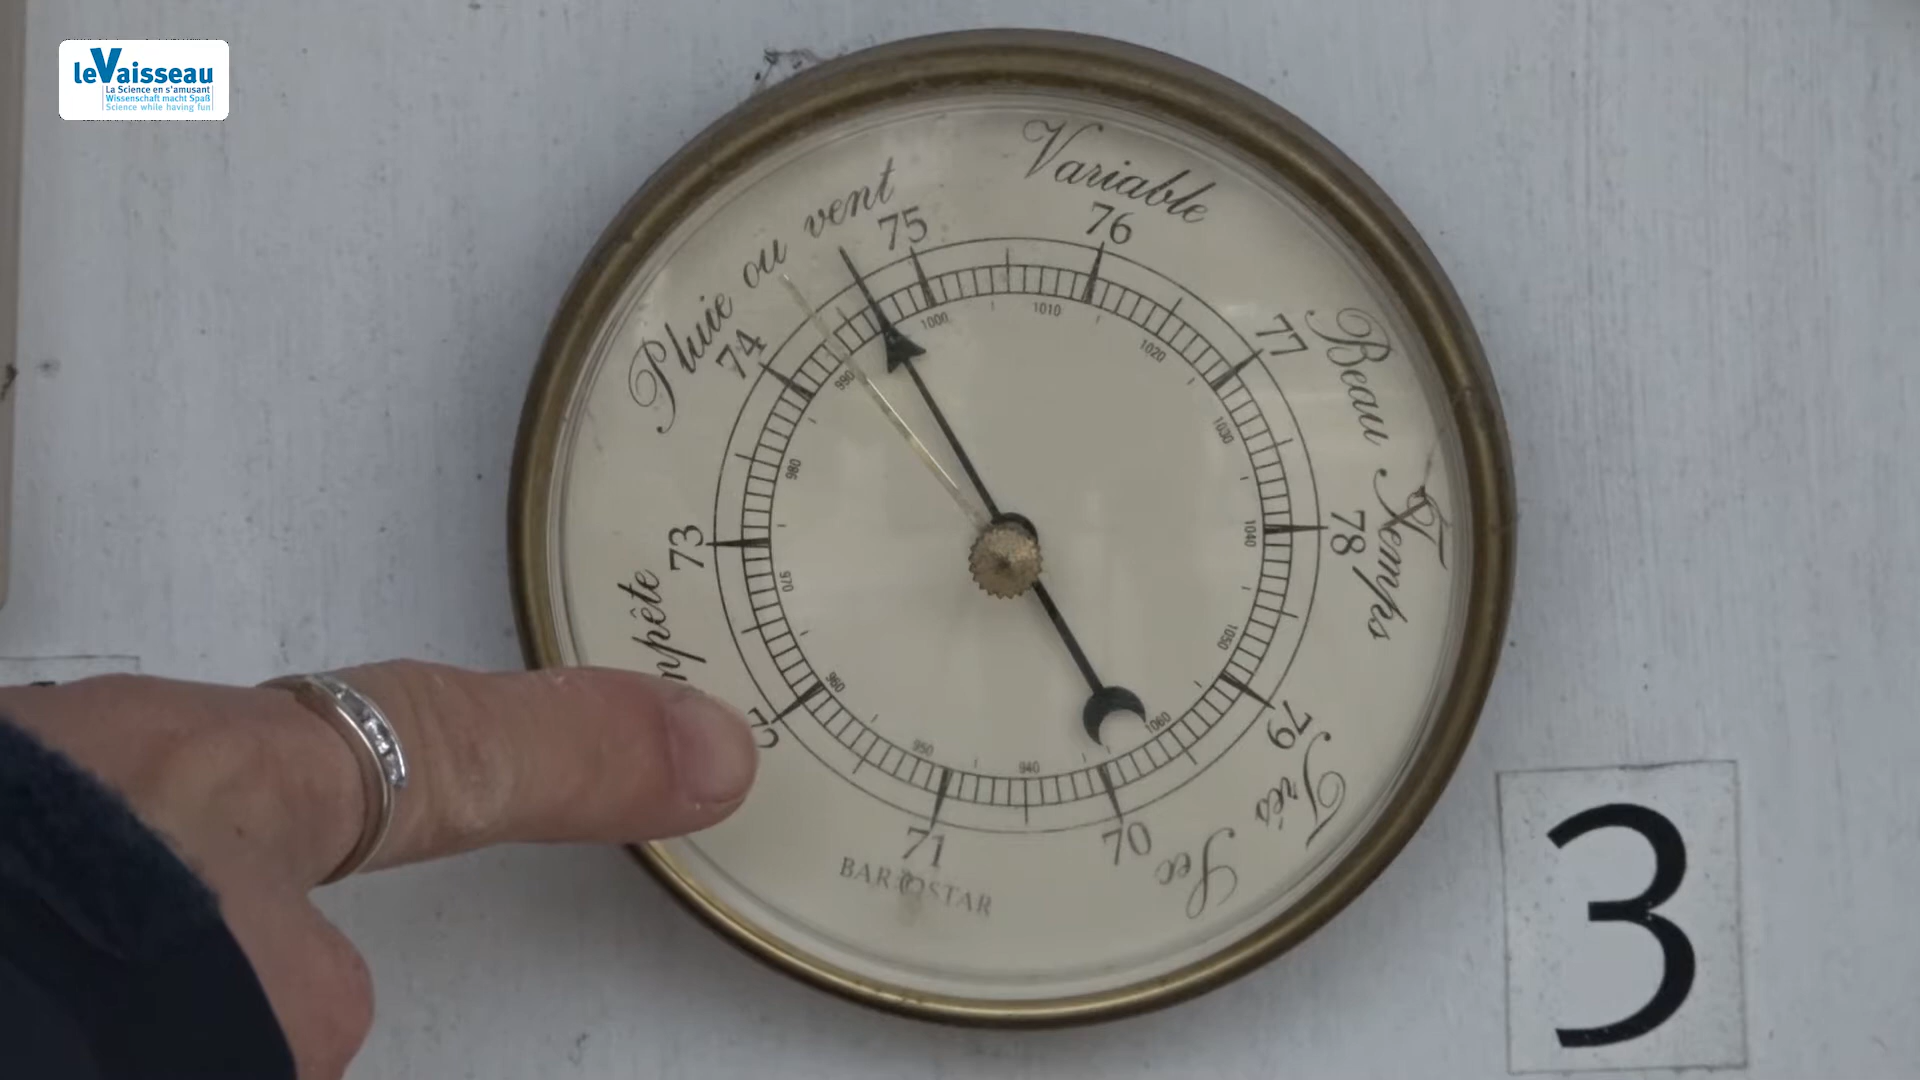 leVaisseau
La Science en s'amusant
Wissenschaft macht Spaß
Science while having fun
Pluie ou vent
Variable
Beau Temps
Très Sec
75
76
74
77
73
78
79
71
70
1000
1010
990
1020
980
1030
970
1040
960
1050
950
940
1060
BAROSTAR
3